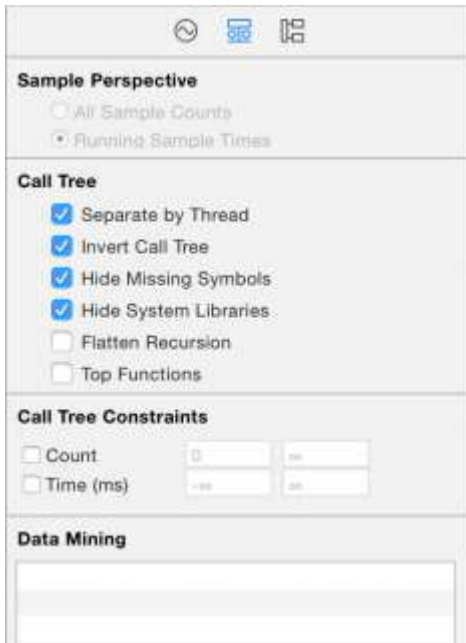 Sample Perspective
All Sample Counts
Running Sample Times
Call Tree
Separate by Thread
Invert Call Tree
Hide Missing Symbols
Hide System Libraries
Flatten Recursion
Top Functions
Call Tree Constraints
Count 0 ∞
Time (ms) -∞ ∞
Data Mining